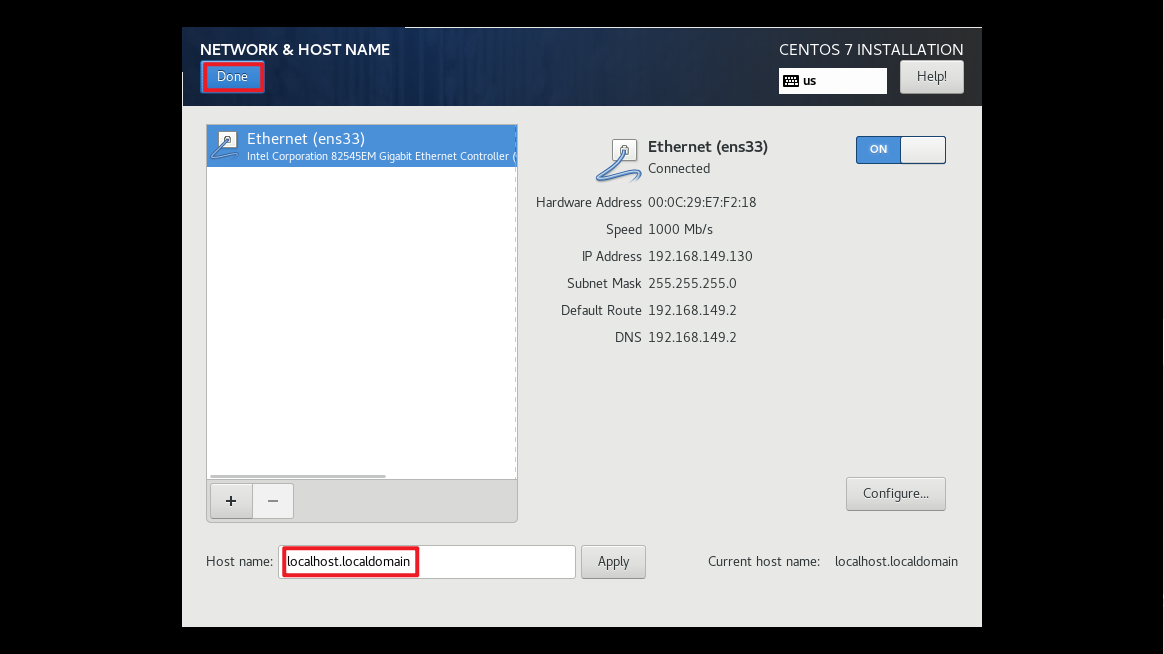 NETWORK & HOST NAME
CENTOS 7 INSTALLATION
Done
us
Help!
Ethernet (ens33)
Intel Corporation 82545EM Gigabit Ethernet Controller (
Ethernet (ens33)
Connected
ON
Hardware Address 00:0C:29:E7:F2:18
Speed 1000 Mb/s
IP Address 192.168.149.130
Subnet Mask 255.255.255.0
Default Route 192.168.149.2
DNS 192.168.149.2
+ −
Configure...
Host name: localhost.localdomain Apply Current host name: localhost.localdomain